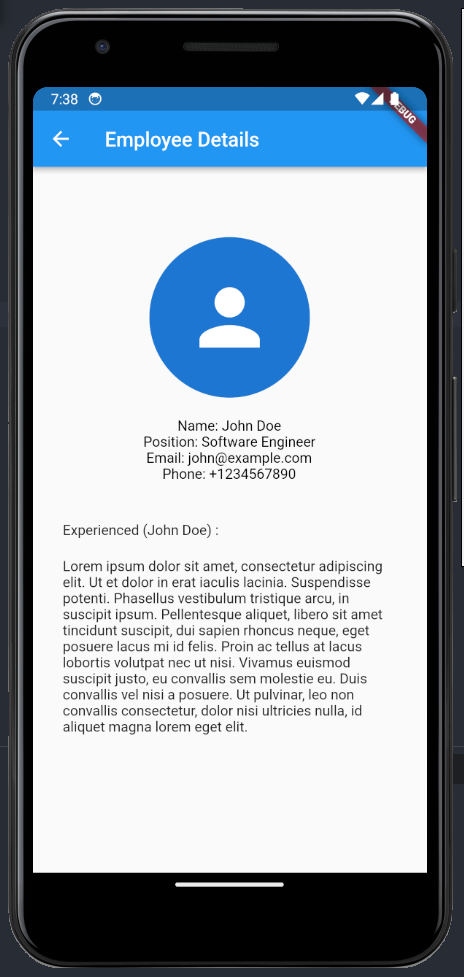 7:38
DEBUG
Employee Details
Name: John Doe
Position: Software Engineer
Email: john@example.com
Phone: +1234567890
Experienced (John Doe) :
Lorem ipsum dolor sit amet, consectetur adipiscing
elit. Ut et dolor in erat iaculis lacinia. Suspendisse
potenti. Phasellus vestibulum tristique arcu, in
suscipit ipsum. Pellentesque aliquet, libero sit amet
tincidunt suscipit, dui sapien rhoncus neque, eget
posuere lacus mi id felis. Proin ac tellus at lacus
lobortis volutpat nec ut nisi. Vivamus euismod
suscipit justo, eu convallis sem molestie eu. Duis
convallis vel nisi a posuere. Ut pulvinar, leo non
convallis consectetur, dolor nisi ultricies nulla, id
aliquet magna lorem eget elit.